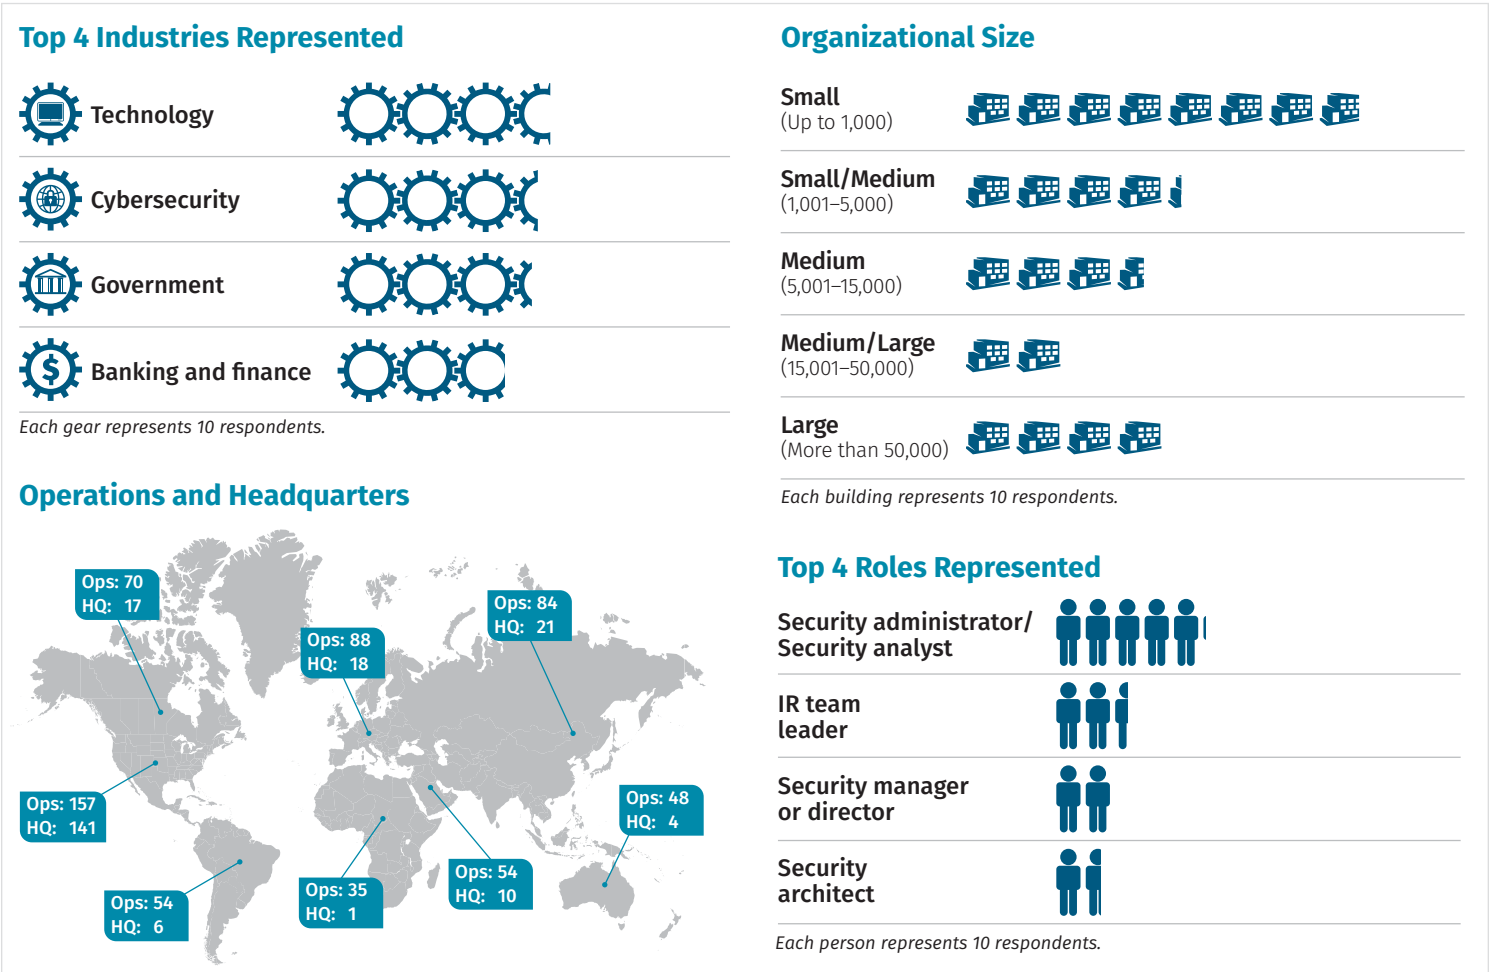 Top 4 Industries Represented
Technology
Cybersecurity
Government
Banking and finance
Each gear represents 10 respondents.
Operations and Headquarters
Ops: 70
HQ: 17
Ops: 88
HQ: 18
Ops: 84
HQ: 21
Ops: 157
HQ: 141
Ops: 48
HQ: 4
Ops: 54
HQ: 10
Ops: 35
HQ: 1
Ops: 54
HQ: 6
Organizational Size
Small
(Up to 1,000)
Small/Medium
(1,001–5,000)
Medium
(5,001–15,000)
Medium/Large
(15,001–50,000)
Large
(More than 50,000)
Each building represents 10 respondents.
Top 4 Roles Represented
Security administrator/
Security analyst
IR team
leader
Security manager
or director
Security
architect
Each person represents 10 respondents.